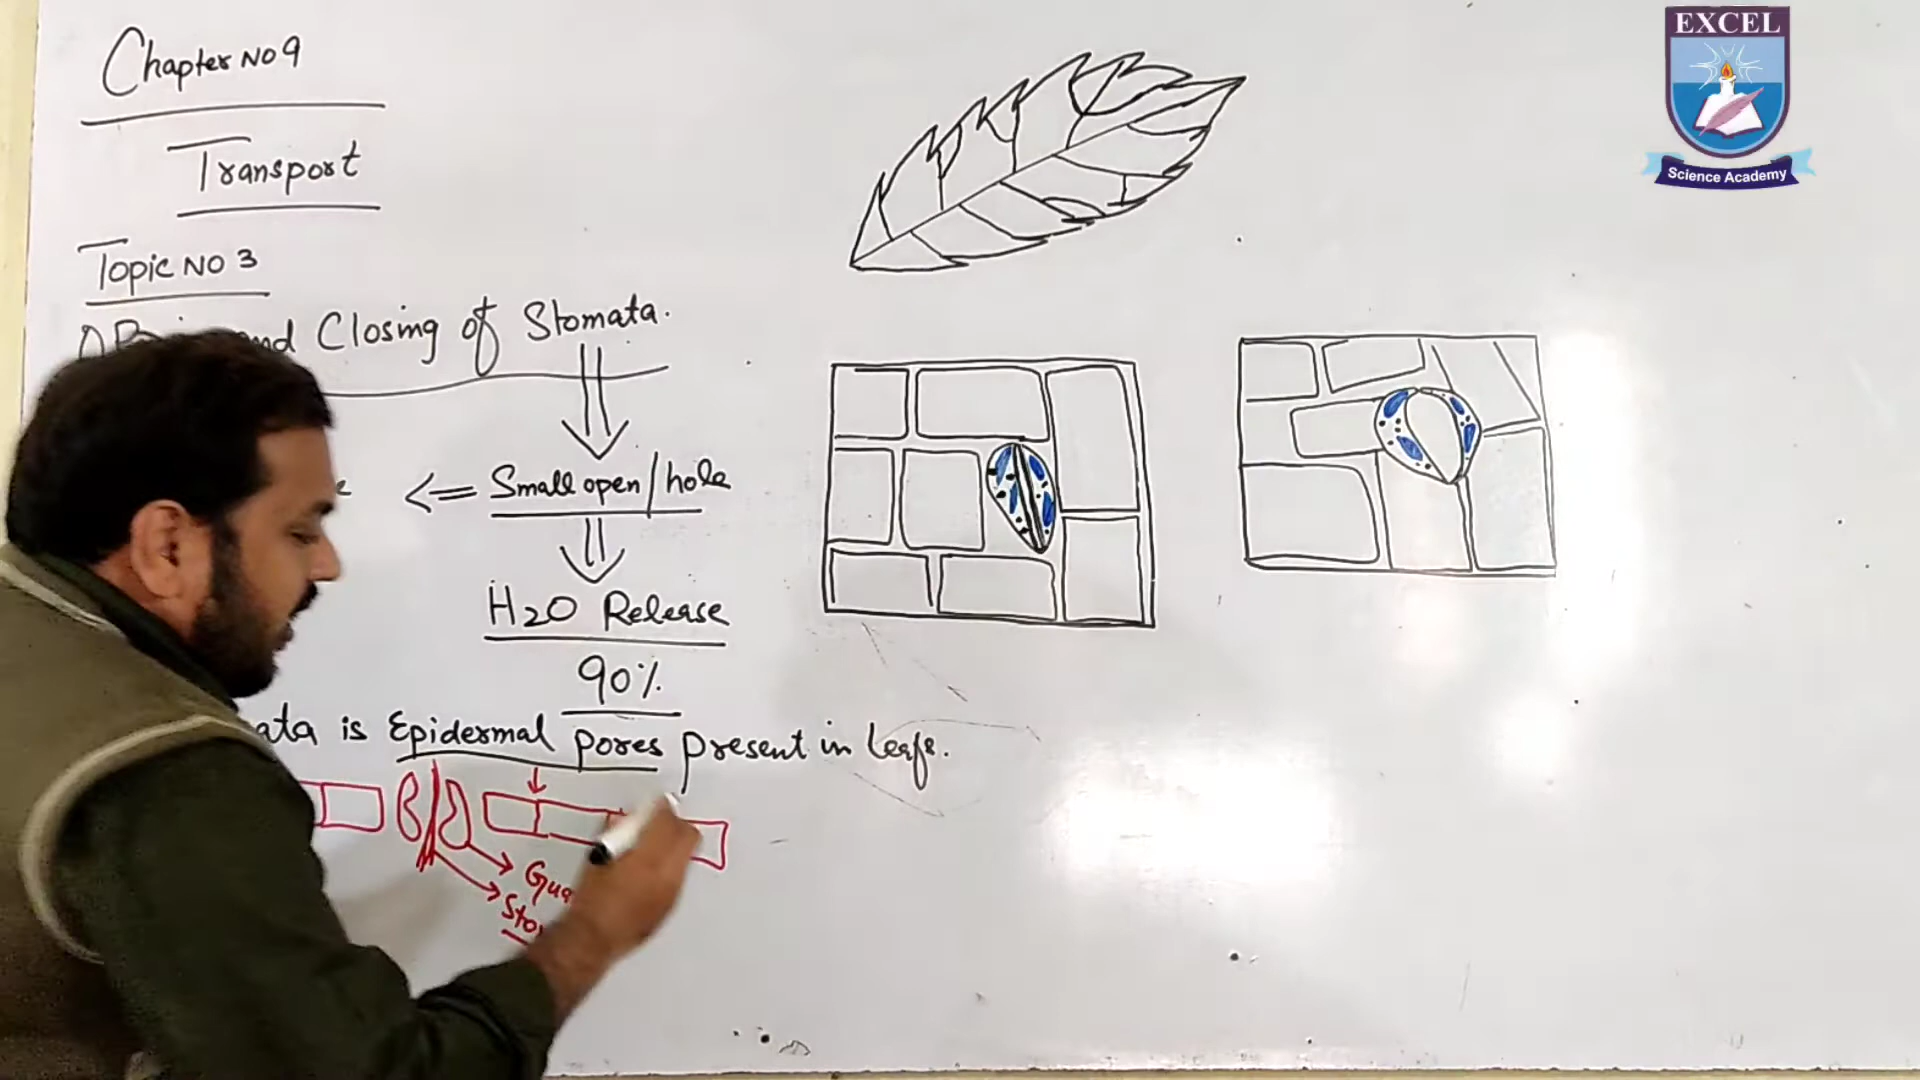 Chapter No 9
Transport
Topic No 3
and Closing of Stomata.
<= Small open/hole
H2O Release
90%
is Epidermal pores present in leafs.
EXCEL
Science Academy